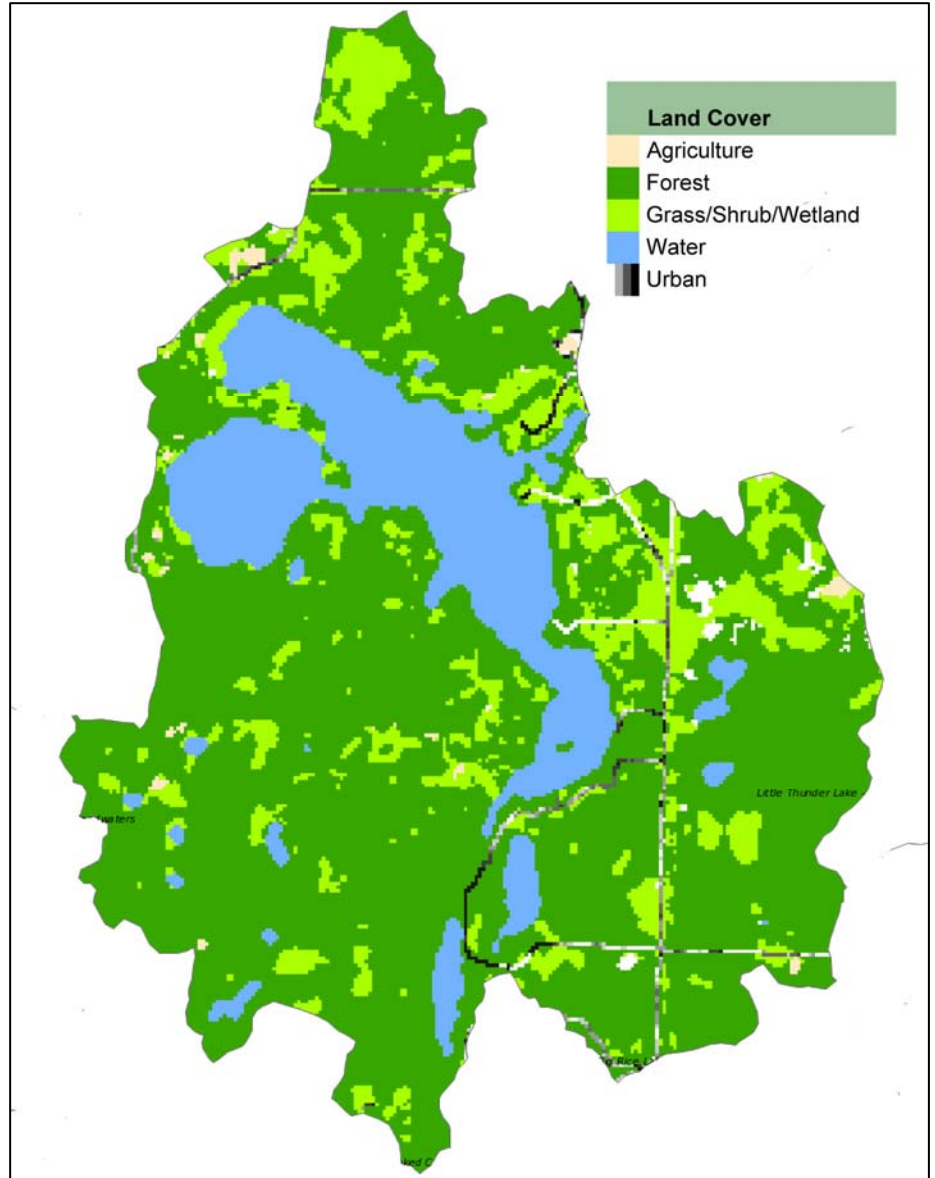 Land Cover
Agriculture
Forest
Grass/Shrub/Wetland
Water
Urban
Little Thunder Lake -